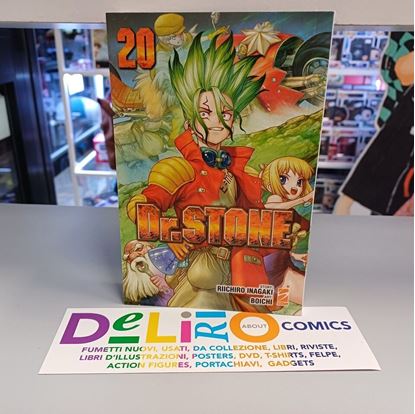 20
Dr.STONE
STORY
RIICHIRO INAGAKI
BOICHI
DeLiRiO ABOUT COMICS
FUMETTI NUOVI, USATI, DA COLLEZIONE, LIBRI, RIVISTE,
LIBRI D'ILLUSTRAZIONI, POSTERS, DVD, T-SHIRTS, FELPE,
ACTION FIGURES, PORTACHIAVI, GADGETS